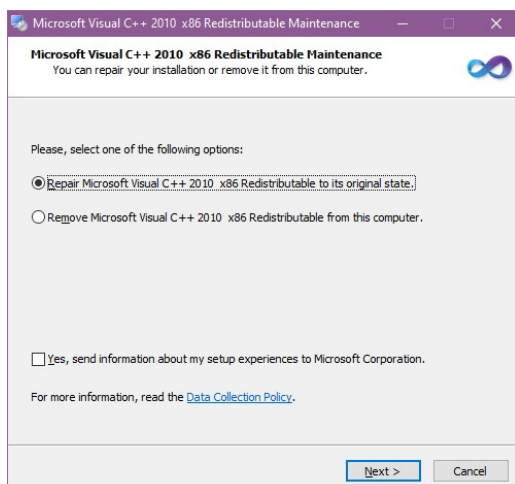 Microsoft Visual C++ 2010 x86 Redistributable Maintenance
Microsoft Visual C++ 2010 x86 Redistributable Maintenance
You can repair your installation or remove it from this computer.
Please, select one of the following options:
Repair Microsoft Visual C++ 2010 x86 Redistributable to its original state.
Remove Microsoft Visual C++ 2010 x86 Redistributable from this computer.
Yes, send information about my setup experiences to Microsoft Corporation.
For more information, read the Data Collection Policy.
Next > Cancel